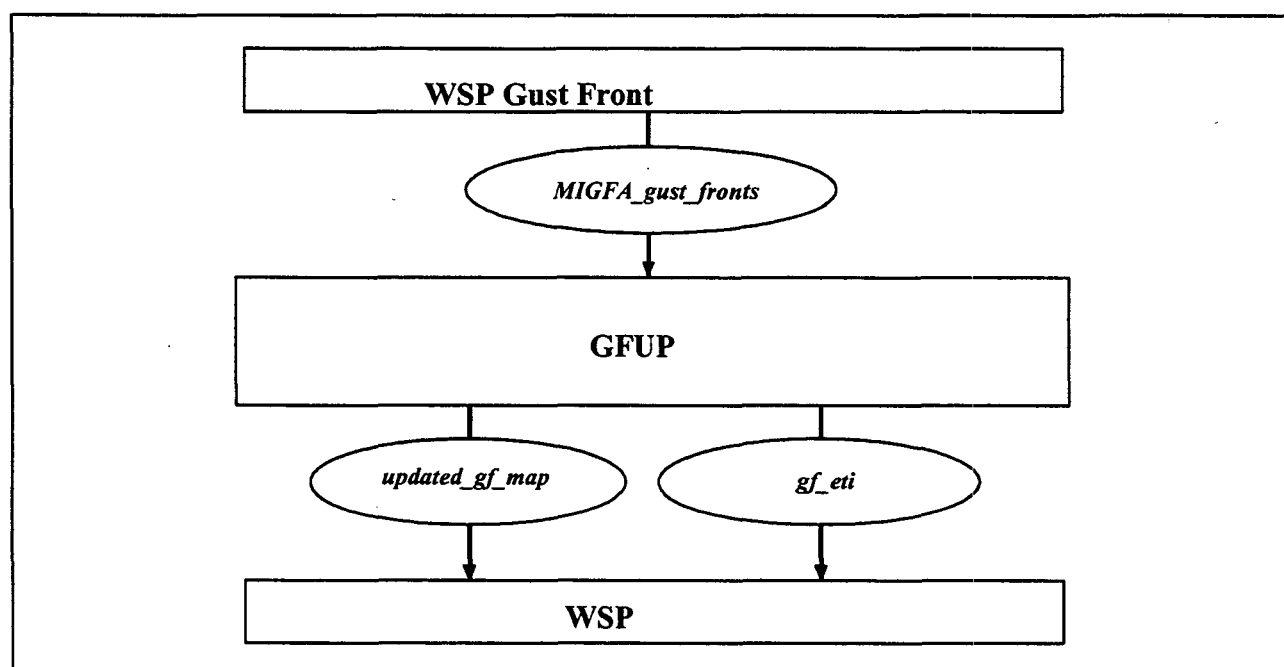 WSP Gust Front
MIGFA_gust_fronts
GFUP
updated_gf_map
gf_eti
WSP